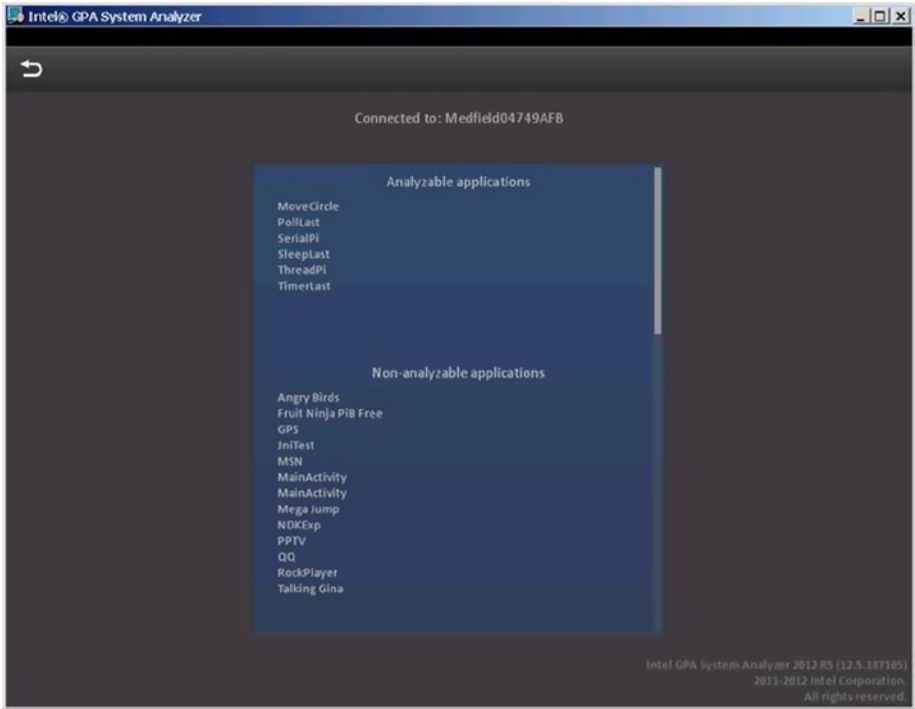 Intel® GPA System Analyzer
Connected to: Medfield04749AFB
Analyzable applications
MoveCircle
PollLast
SerialPi
SleepLast
ThreadPi
TimerLast
Non-analyzable applications
Angry Birds
Fruit Ninja PiB Free
GPS
JniTest
MSN
MainActivity
MainActivity
Mega Jump
NDKExp
PPTV
QQ
RockPlayer
Talking Gina
Intel GPA System Analyzer 2012 R5 (12.5.187105)
2011-2012 Intel Corporation.
All rights reserved.